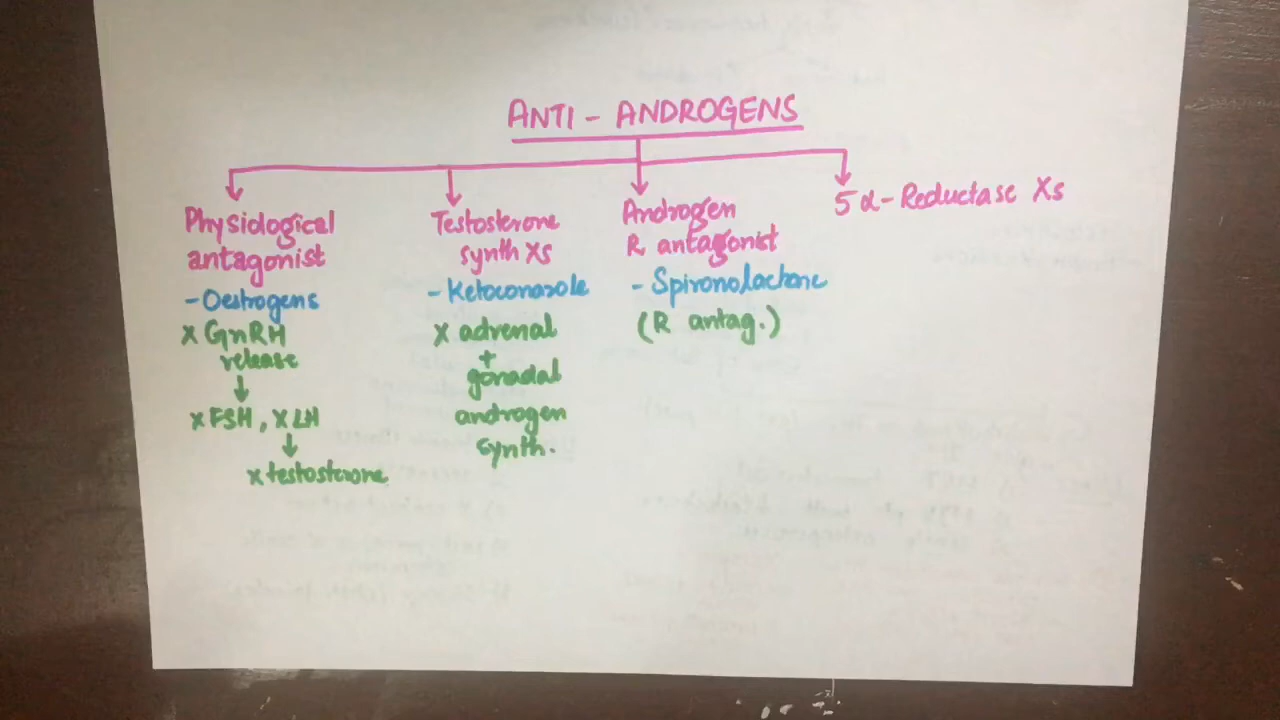 ANTI - ANDROGENS
Physiological
antagonist
- Oestrogens
x GnRH
release
↓
x FSH, x LH
↓
x testosterone
Testosterone
synth Xs
- Ketoconazole
x adrenal
+
gonadal
androgen
synth.
Androgen
R antagonist
- Spironolactone
(R antag.)
5 α-Reductase Xs